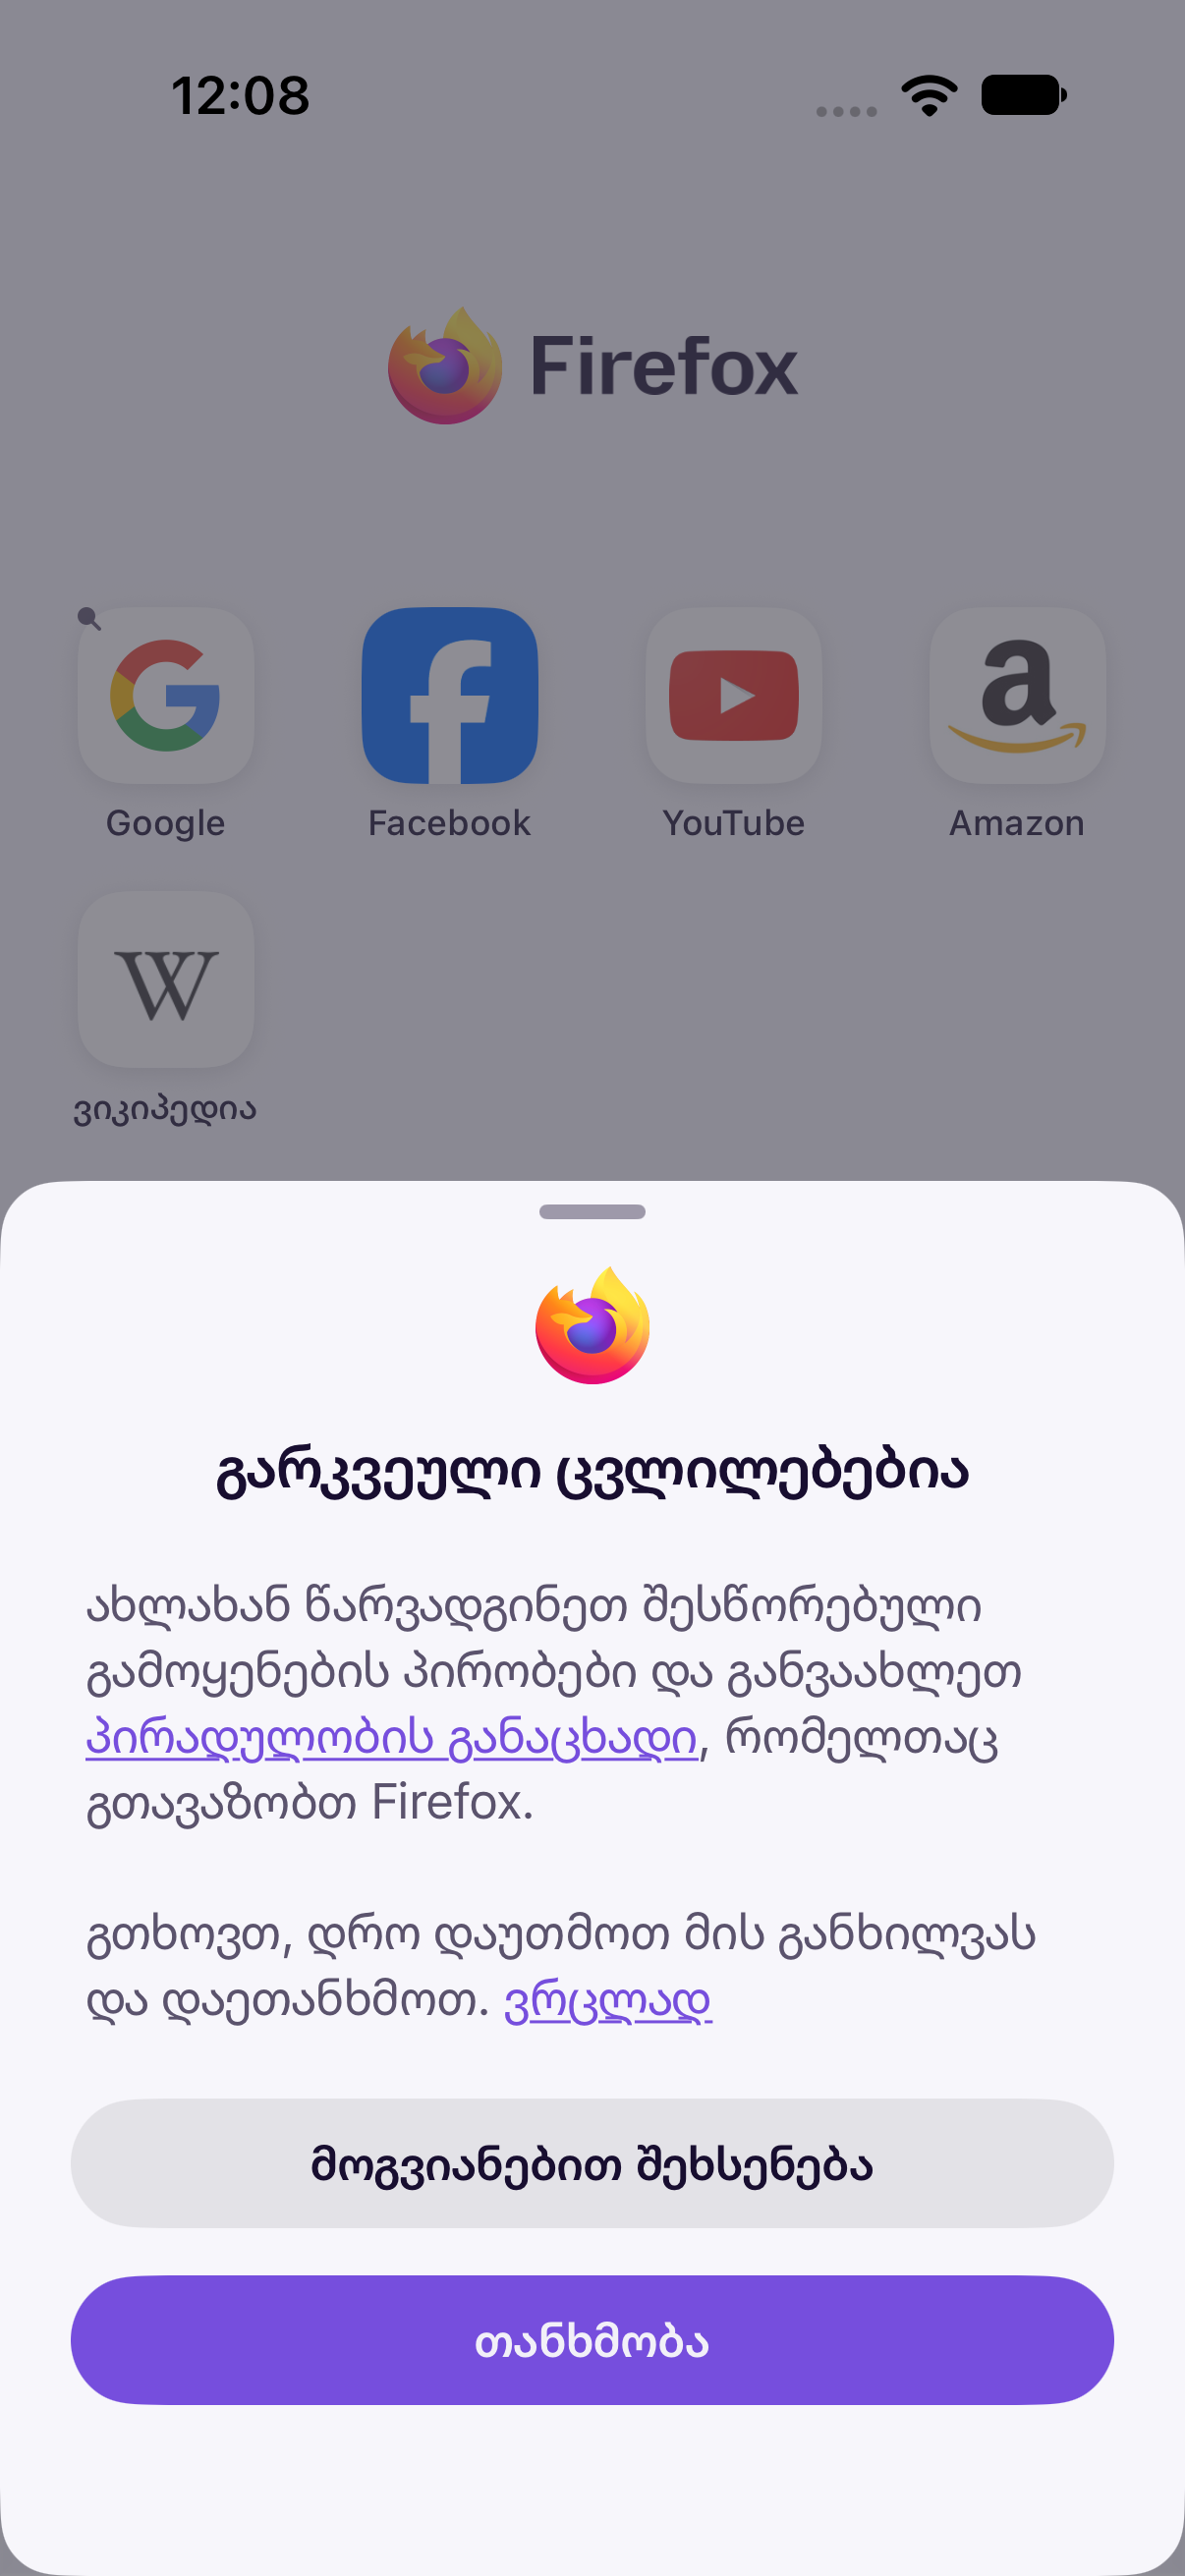 12:08
Firefox
Google
Facebook
YouTube
Amazon
ვიკიპედია
გარკვეული ცვლილებებია
ახლახან წარვადგინეთ შესწორებული
გამოყენების პირობები და განვაახლეთ
პირადულობის განაცხადი, რომელთაც
გთავაზობთ Firefox.
გთხოვთ, დრო დაუთმოთ მის განხილვას
და დაეთანხმოთ. ვრცლად
მოგვიანებით შეხსენება
თანხმობა